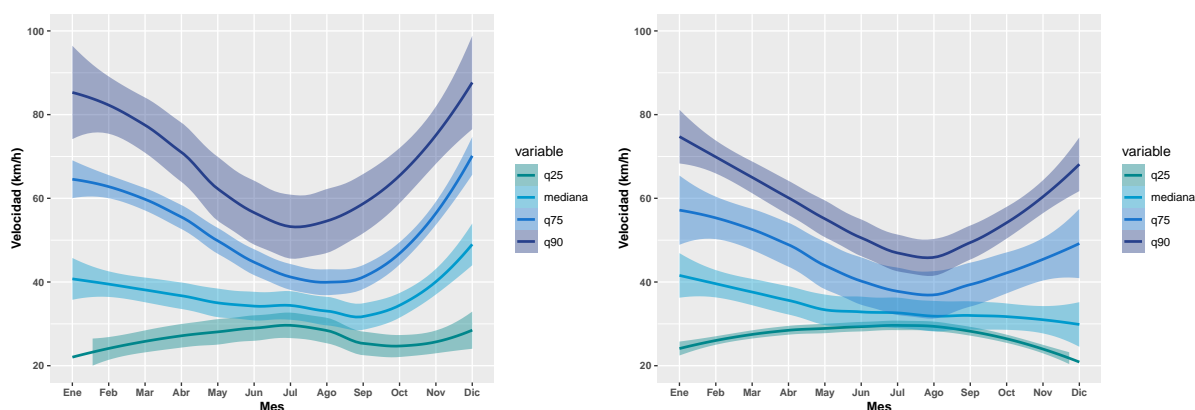 100
80
60
40
20
Velocidad (km/h)
Ene Feb Mar Abr May Jun Jul Ago Sep Oct Nov Dic
Mes
variable
q25
mediana
q75
q90
100
80
60
40
20
Velocidad (km/h)
Ene Feb Mar Abr May Jun Jul Ago Sep Oct Nov Dic
Mes
variable
q25
mediana
q75
q90